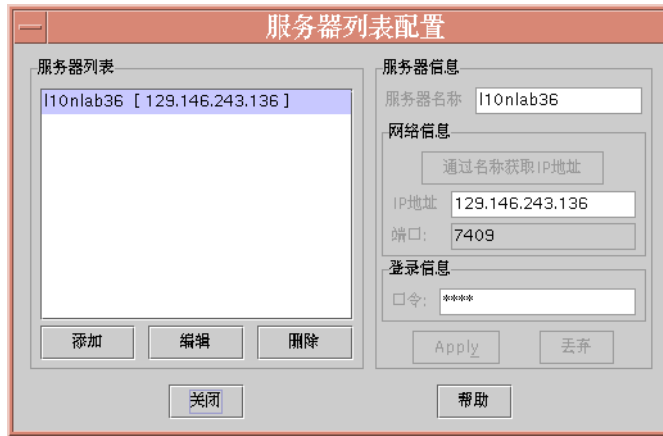 服务器列表配置
服务器列表
l10nlab36 [ 129.146.243.136 ]
添加
编辑
删除
关闭
服务器信息
服务器名称 l10nlab36
网络信息
通过名称获取IP地址
IP地址 129.146.243.136
端口: 7409
登录信息
口令: ****
Apply
丢弃
帮助